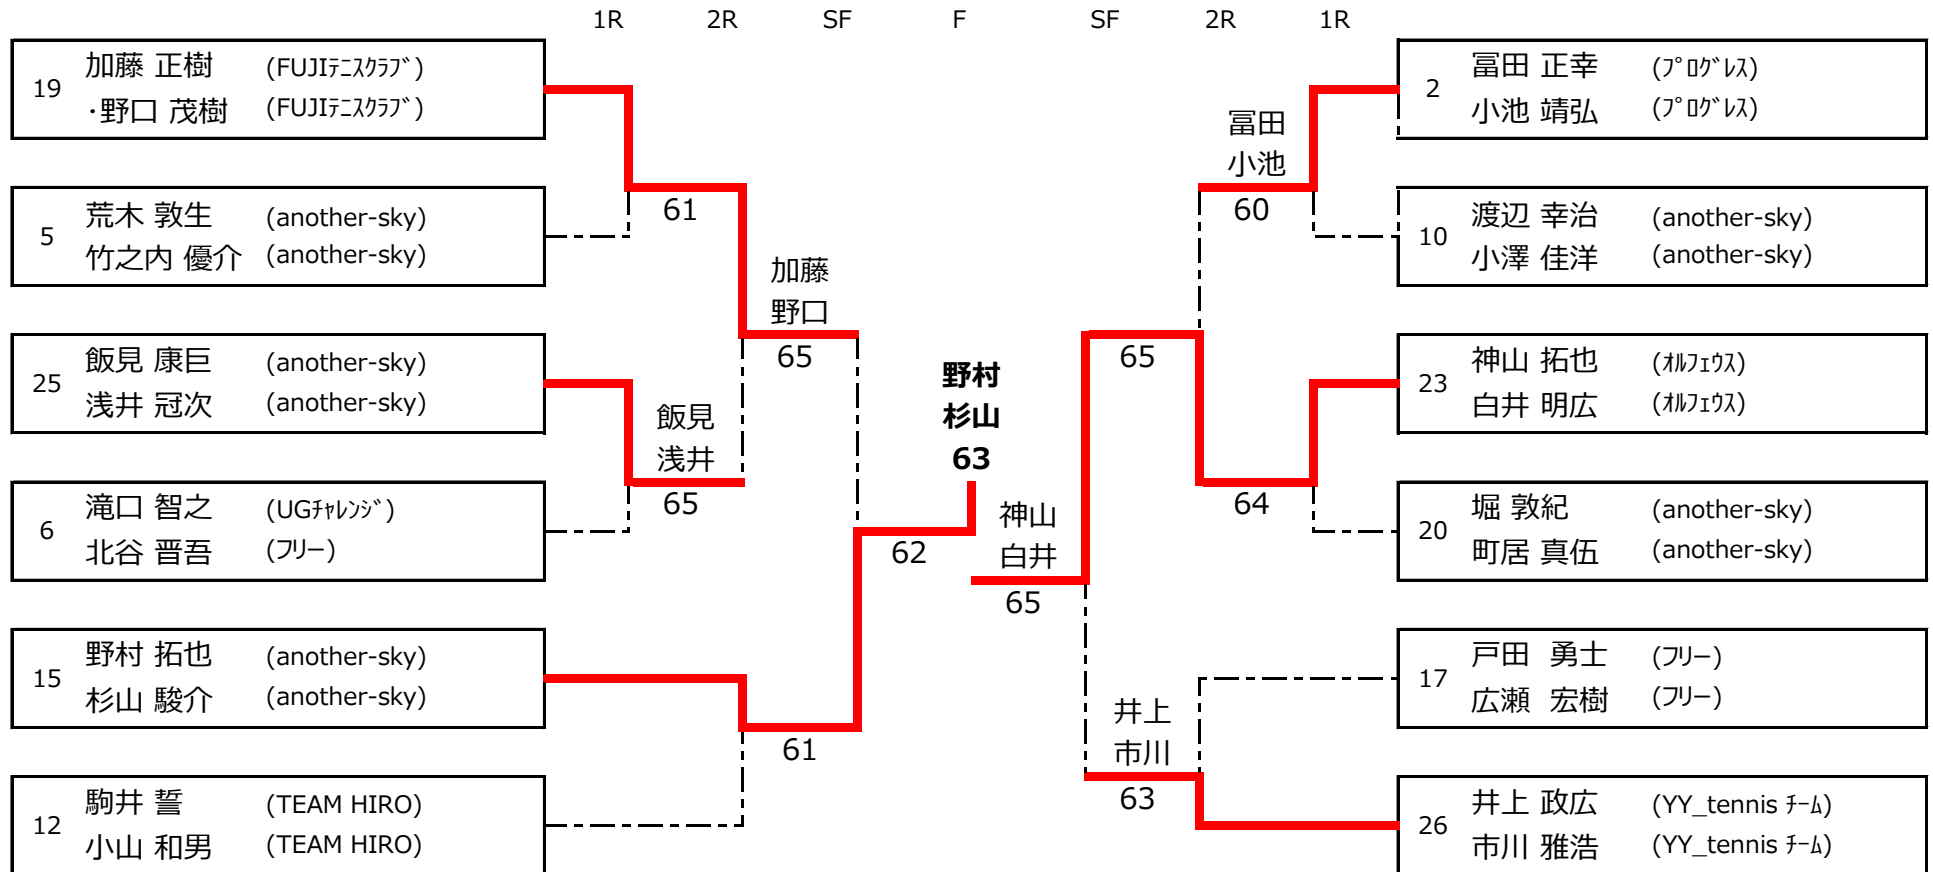 1R 2R SF F SF 2R 1R
19 加藤 正樹 (FUJIﾃﾆｽｸﾗﾌﾞ)
・野口 茂樹 (FUJIﾃﾆｽｸﾗﾌﾞ)
5 荒木 敦生 (another-sky)
竹之内 優介 (another-sky)
25 飯見 康巨 (another-sky)
浅井 冠次 (another-sky)
6 滝口 智之 (UGﾁｬﾚﾝｼﾞ)
北谷 晋吾 (フリー)
15 野村 拓也 (another-sky)
杉山 駿介 (another-sky)
12 駒井 誓 (TEAM HIRO)
小山 和男 (TEAM HIRO)
61
飯見
浅井
65
加藤
野口
65
61
62
野村
杉山
63
神山
白井
65
65
井上
市川
63
冨田
小池
60
64
2 冨田 正幸 (ﾌﾟﾛｸﾞﾚｽ)
小池 靖弘 (ﾌﾟﾛｸﾞﾚｽ)
10 渡辺 幸治 (another-sky)
小澤 佳洋 (another-sky)
23 神山 拓也 (ｵﾙﾌｪｳｽ)
白井 明広 (ｵﾙﾌｪｳｽ)
20 堀 敦紀 (another-sky)
町居 真伍 (another-sky)
17 戸田 勇士 (フリー)
広瀬 宏樹 (フリー)
26 井上 政広 (YY_tennis ﾁｰﾑ)
市川 雅浩 (YY_tennis ﾁｰﾑ)